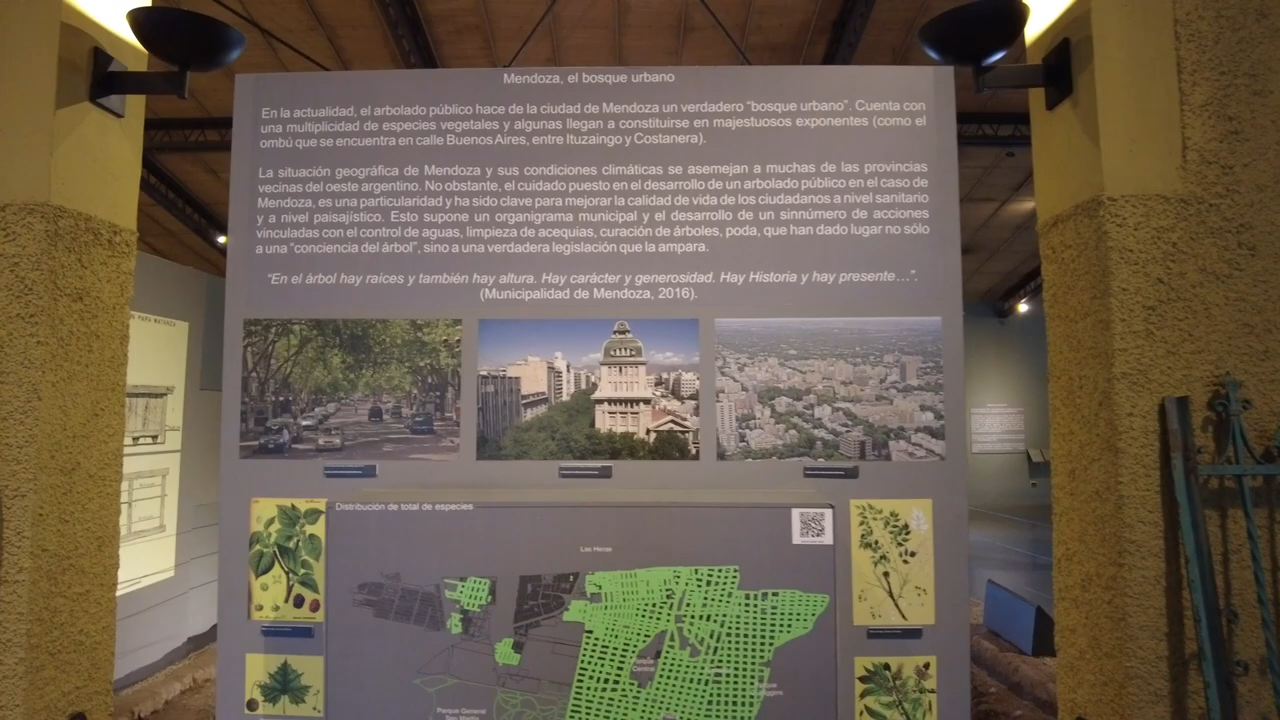 Mendoza, el bosque urbano
En la actualidad, el arbolado público hace de la ciudad de Mendoza un verdadero “bosque urbano”. Cuenta con
una multiplicidad de especies vegetales y algunas llegan a constituirse en majestuosos exponentes (como el
ombú que se encuentra en calle Buenos Aires, entre Ituzaingo y Costanera).
La situación geográfica de Mendoza y sus condiciones climáticas se asemejan a muchas de las provincias
vecinas del oeste argentino. No obstante, el cuidado puesto en el desarrollo de un arbolado público en el caso de
Mendoza, es una particularidad y ha sido clave para mejorar la calidad de vida de los ciudadanos a nivel sanitario
y a nivel paisajístico. Esto supone un organigrama municipal y el desarrollo de un sinnúmero de acciones
vinculadas con el control de aguas, limpieza de acequias, curación de árboles, poda, que han dado lugar no sólo
a una “conciencia del árbol”, sino a una verdadera legislación que la ampara.
“En el árbol hay raíces y también hay altura. Hay carácter y generosidad. Hay Historia y hay presente…”.
(Municipalidad de Mendoza, 2016).
PARA MATANZA
Distribución de total de especies
Las Heras
Parque
Central
Parque General
San Martín